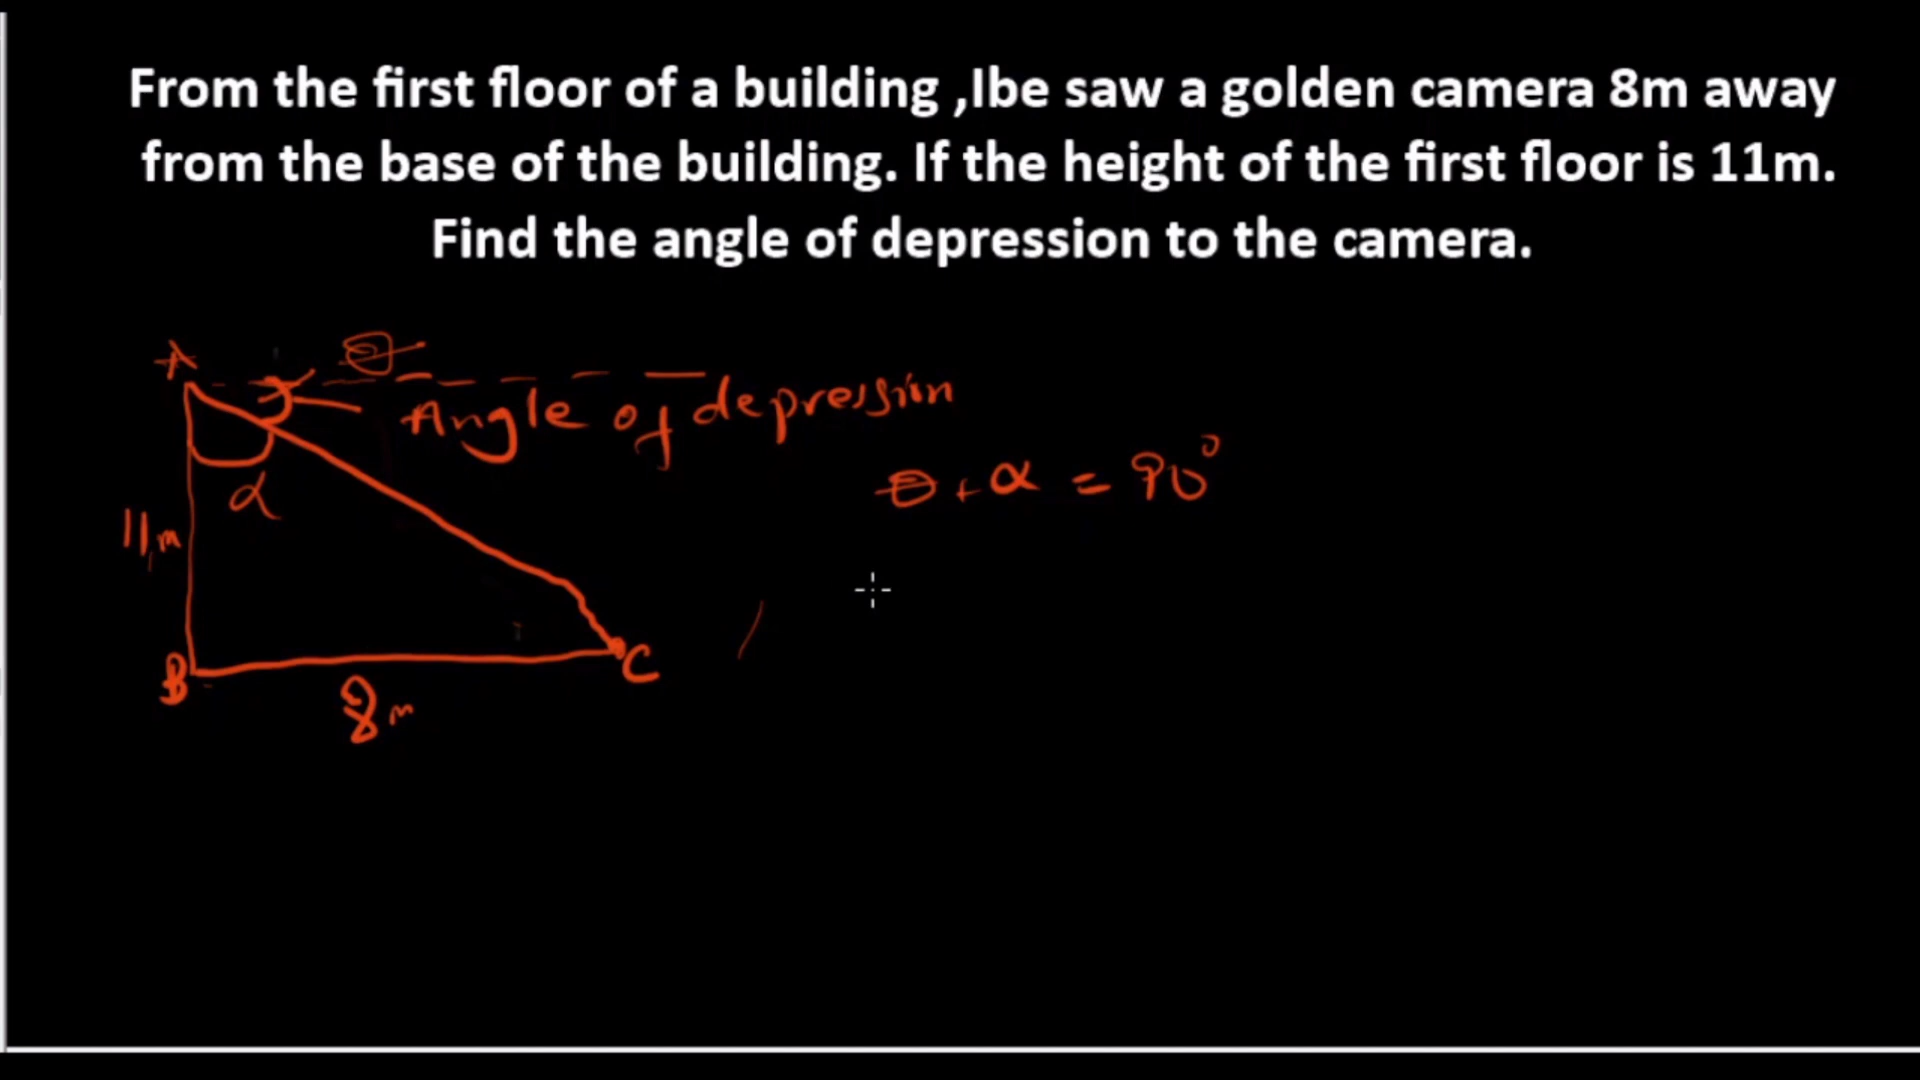 From the first floor of a building ,Ibe saw a golden camera 8m away
from the base of the building. If the height of the first floor is 11m.
Find the angle of depression to the camera.
A
θ
Angle of depression
θ + α = 90°
α
11m
B
C
8m